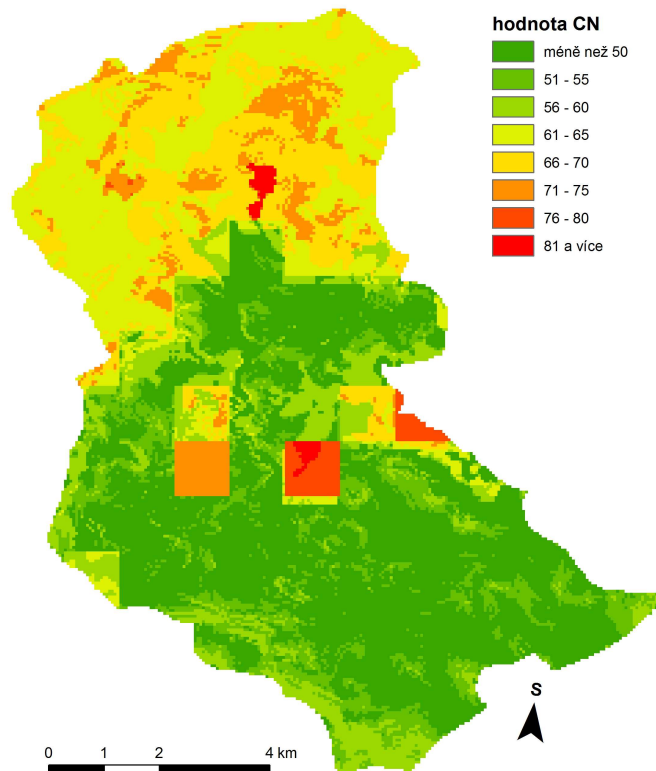 hodnota CN
méně než 50
51 - 55
56 - 60
61 - 65
66 - 70
71 - 75
76 - 80
81 a více
S
0 1 2 4 km